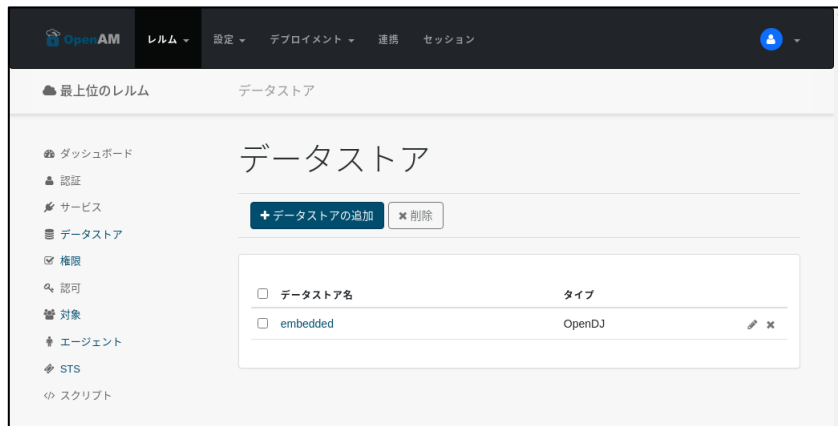 OpenAM レルム 設定 デプロイメント 連携 セッション
最上位のレルム データストア
ダッシュボード
認証
サービス
データストア
権限
認可
対象
エージェント
STS
スクリプト
データストア
データストアの追加 削除
データストア名 タイプ
embedded OpenDJ